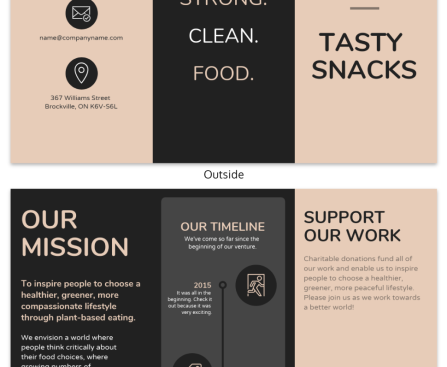 name@companyname.com
367 Williams Street
Brockville, ON K6V-S6L
STRONG.
CLEAN.
FOOD.
TASTY
SNACKS
Outside
OUR
MISSION
To inspire people to choose a
healthier, greener, more
compassionate lifestyle
through plant-based eating.
We envision a world where
people think critically about
their food choices, where
growing numbers of
OUR TIMELINE
We've come so far since the
beginning of our venture.
2015
It was all in the
beginning. Check it
out because it was
very exciting.
SUPPORT
OUR WORK
Charitable donations fund all of
our work and enable us to inspire
people to choose a healthier,
greener, more peaceful lifestyle.
Please join us as we work towards
a better world!